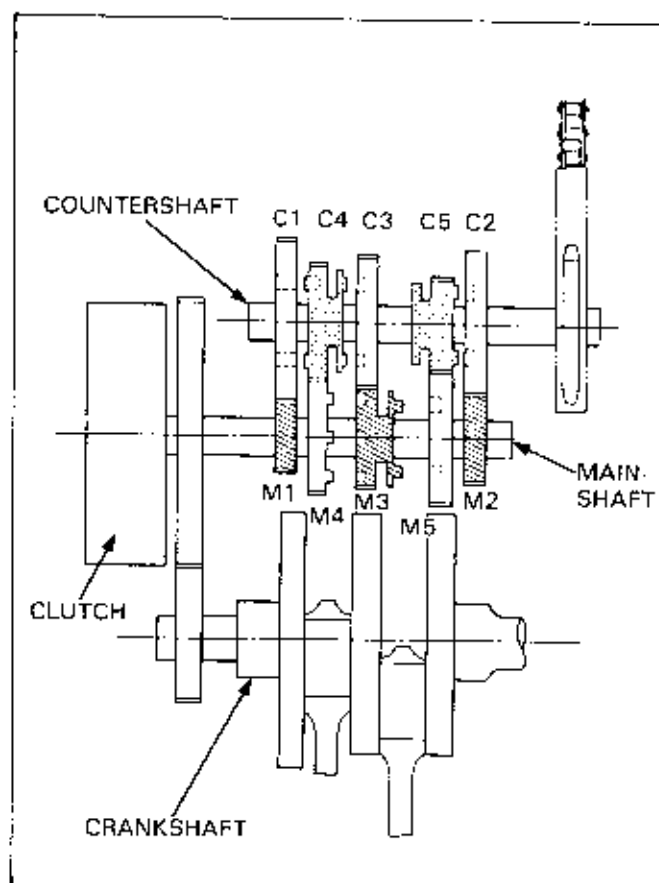 COUNTERSHAFT
C1 C4 C3 C5 C2
M1 M4 M3 M5 M2
MAIN-
SHAFT
CLUTCH
CRANKSHAFT